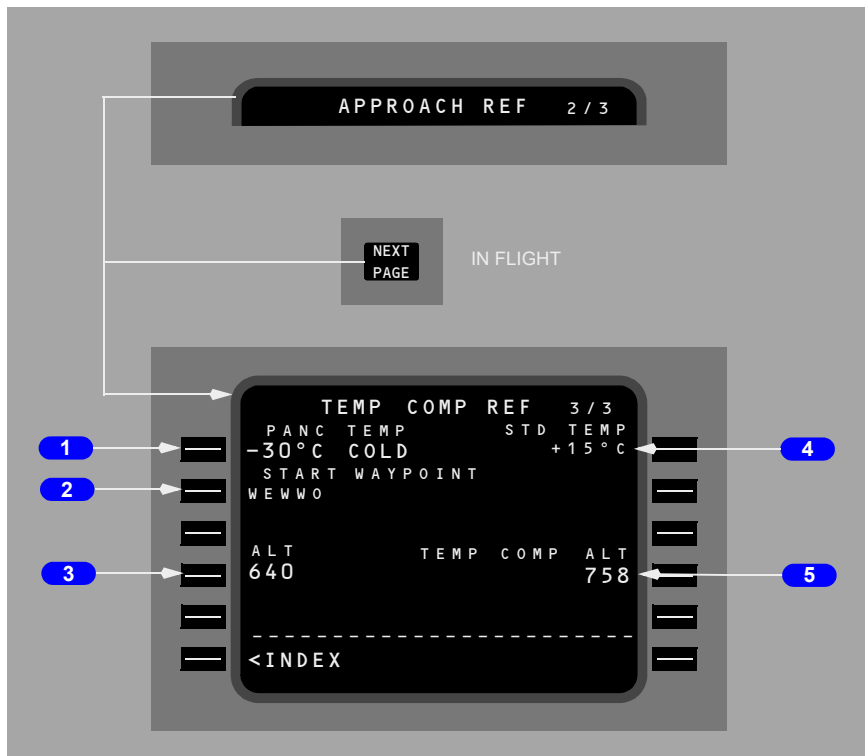 APPROACH REF 2/3
NEXT
PAGE
IN FLIGHT
TEMP COMP REF 3/3
PANC TEMP STD TEMP
1 -30°C COLD +15°C 4
START WAYPOINT
2 WEWWO
ALT TEMP COMP ALT
3 640 758 5
------------------------
<INDEX